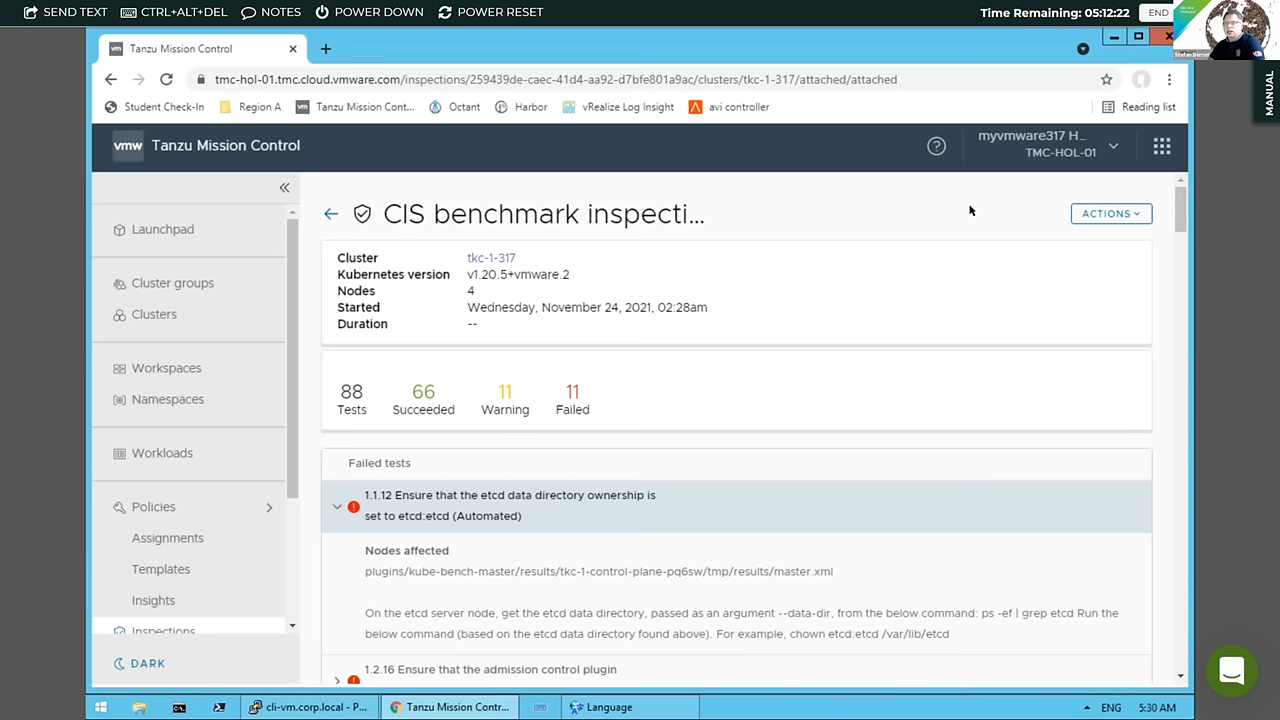 SEND TEXT CTRL+ALT+DEL NOTES POWER DOWN POWER RESET Time Remaining: 05:12:22 END
Tanzu Mission Control
tmc-hol-01.tmc.cloud.vmware.com/inspections/259439de-caec-41d4-aa92-d7bfe801a9ac/clusters/tkc-1-317/attached/attached
MANUAL
Student Check-In Region A Tanzu Mission Cont... Octant Harbor vRealize Log Insight avi controller Reading list
vmw Tanzu Mission Control
myvmware317 H...
TMC-HOL-01
Launchpad
Cluster groups
Clusters
Workspaces
Namespaces
Workloads
Policies
Assignments
Templates
Insights
Inspections
DARK
CIS benchmark inspecti...
ACTIONS
Cluster tkc-1-317
Kubernetes version v1.20.5+vmware.2
Nodes 4
Started Wednesday, November 24, 2021, 02:28am
Duration --
88 66 11 11
Tests Succeeded Warning Failed
Failed tests
1.1.12 Ensure that the etcd data directory ownership is
set to etcd:etcd (Automated)
Nodes affected
plugins/kube-bench-master/results/tkc-1-control-plane-pq6sw/tmp/results/master.xml
On the etcd server node, get the etcd data directory, passed as an argument --data-dir, from the below command: ps -ef | grep etcd Run the
below command (based on the etcd data directory found above). For example, chown etcd:etcd /var/lib/etcd
1.2.16 Ensure that the admission control plugin
cli-vm.corp.local - P... Tanzu Mission Contr... Language ENG 5:30 AM